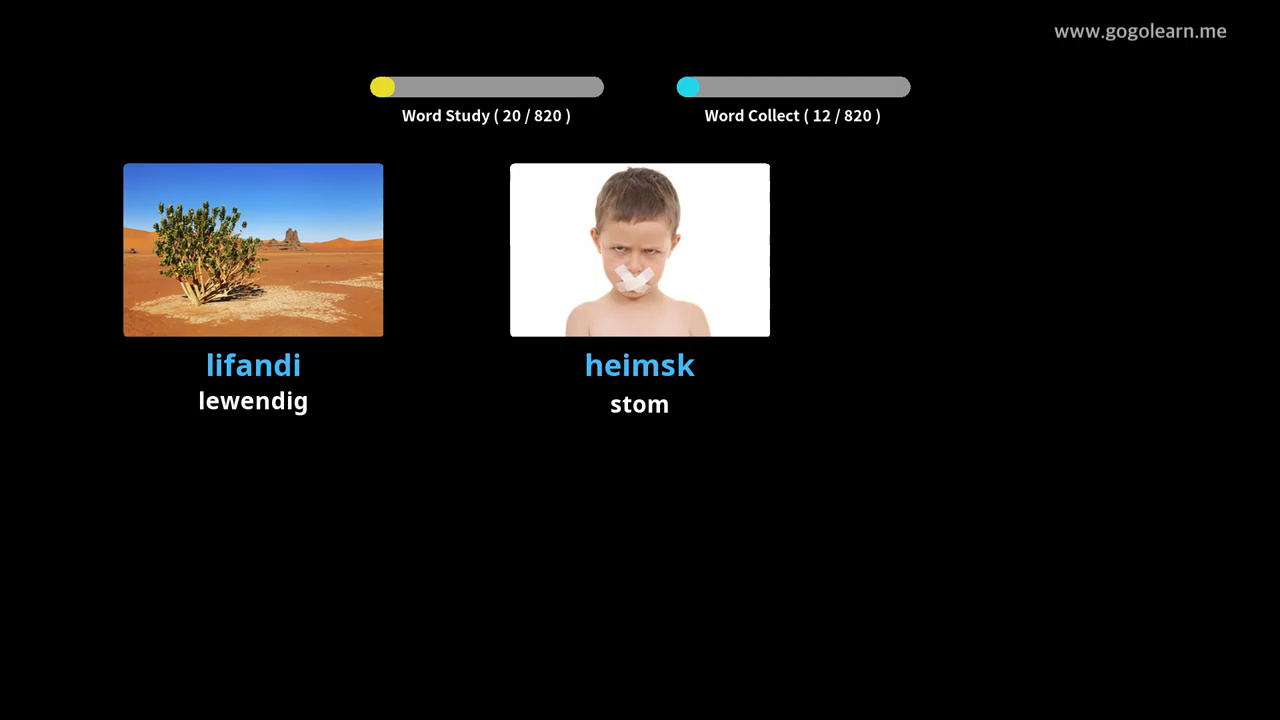 www.gogolearn.me
Word Study ( 20 / 820 )
Word Collect ( 12 / 820 )
lifandi
lewendig
heimsk
stom